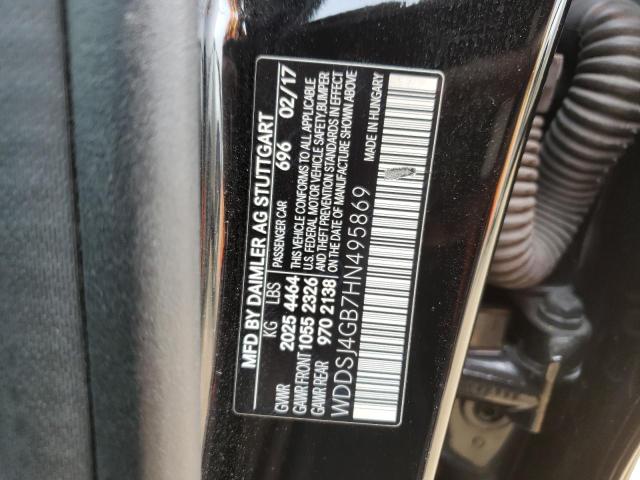 MFD BY DAIMLER AG STUTTGART
KG LBS PASSENGER CAR 696 02/17
GVWR 2025 4464 THIS VEHICLE CONFORMS TO ALL APPLICABLE
GAWR FRONT 1055 2326 U.S. FEDERAL MOTOR VEHICLE SAFETY, BUMPER
GAWR REAR 970 2138 AND THEFT PREVENTION STANDARDS IN EFFECT
ON THE DATE OF MANUFACTURE SHOWN ABOVE
WDDSJ4GB7HN495869 MADE IN HUNGARY